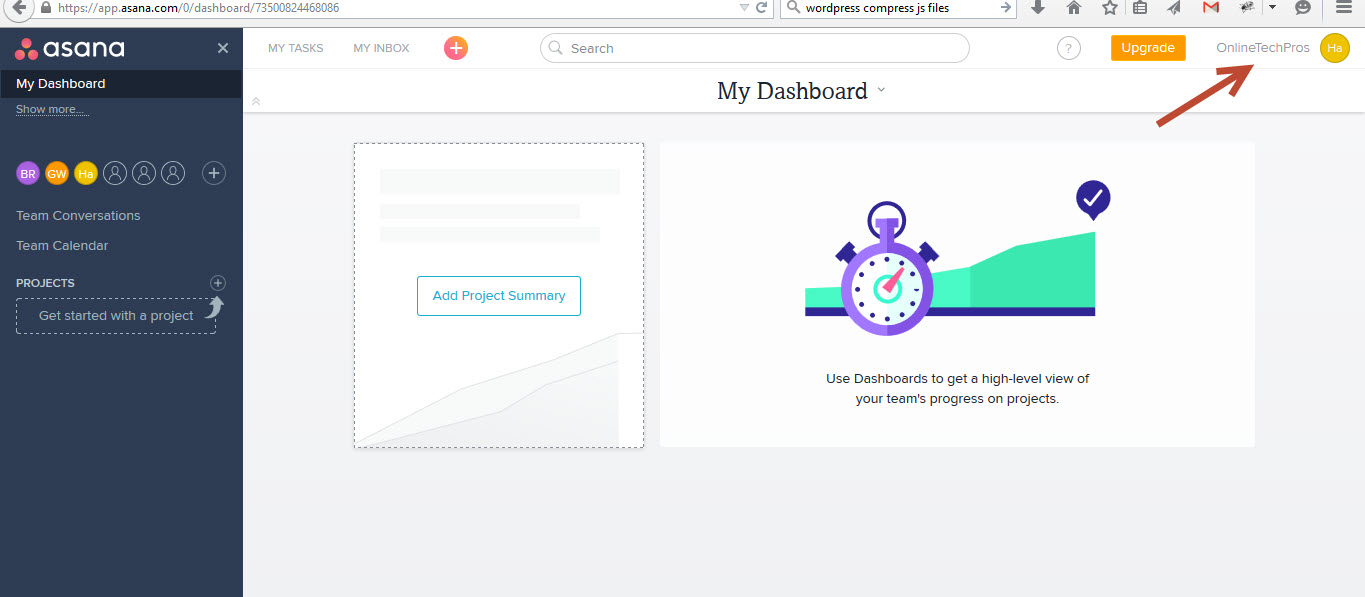 https://app.asana.com/0/dashboard/73500824468086
wordpress compress js files
asana
My Dashboard
Show more...
BR GW Ha
Team Conversations
Team Calendar
PROJECTS
Get started with a project
MY TASKS
MY INBOX
Search
?
Upgrade
OnlineTechPros
Ha
My Dashboard
Add Project Summary
Use Dashboards to get a high-level view of
your team's progress on projects.